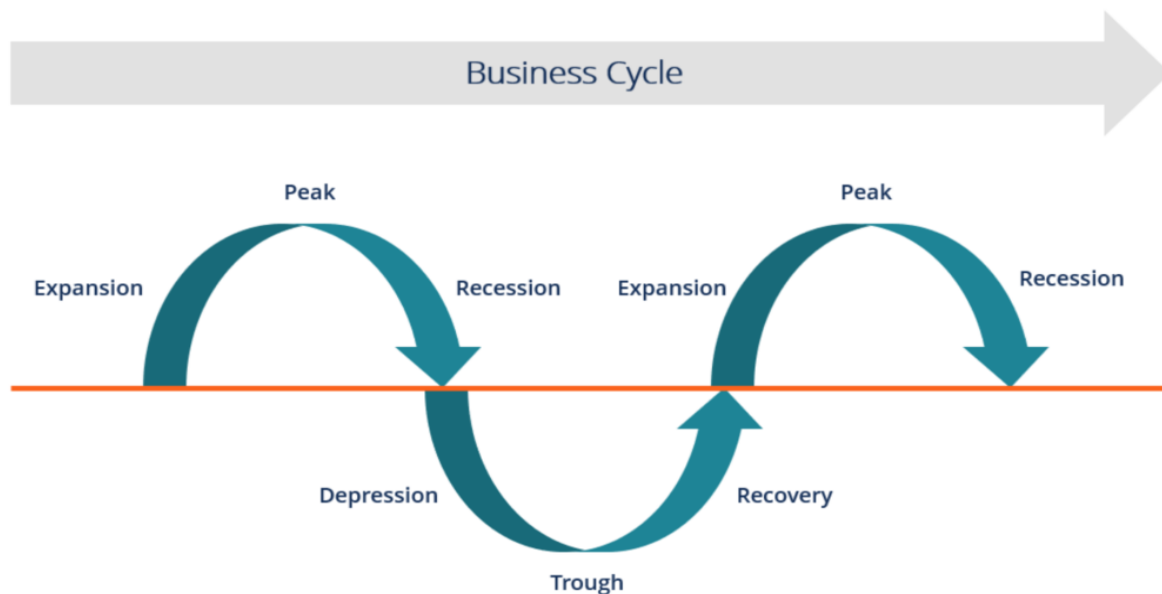 Business Cycle
Peak
Peak
Expansion
Recession
Expansion
Recession
Depression
Recovery
Trough